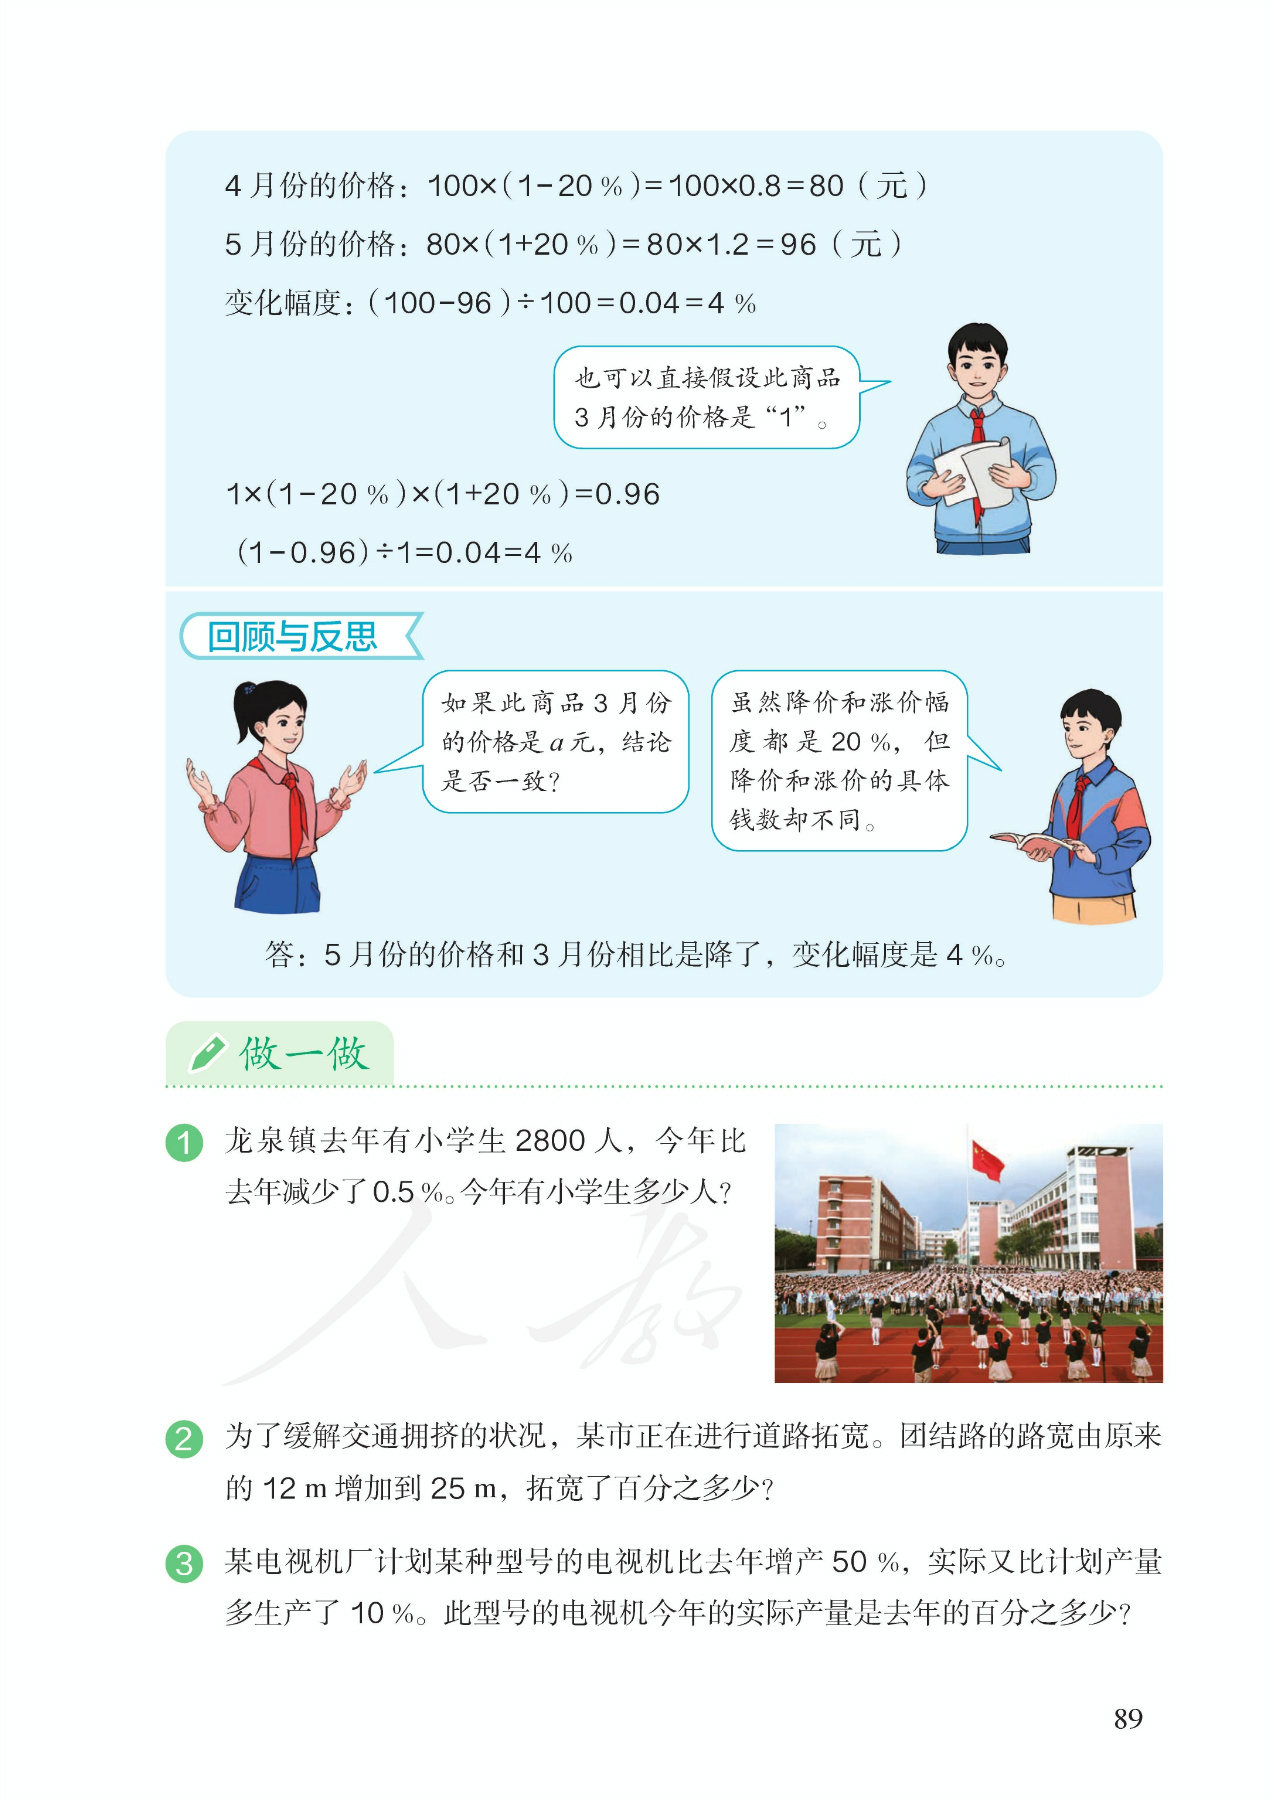 4 月份的价格：100×（1−20 %）=100×0.8=80（元）
5 月份的价格：80×（1+20 %）=80×1.2=96（元）
变化幅度：（100−96）÷100=0.04=4 %
也可以直接假设此商品
3 月份的价格是“1”。
1×（1−20 %）×（1+20 %）=0.96
（1−0.96）÷1=0.04=4 %
回顾与反思
如果此商品 3 月份
的价格是 a 元，结论
是否一致？
虽然降价和涨价幅
度都是 20 %，但
降价和涨价的具体
钱数却不同。
答：5 月份的价格和 3 月份相比是降了，变化幅度是 4 %。
做一做
1 龙泉镇去年有小学生 2800 人，今年比
去年减少了 0.5 %。今年有小学生多少人？
人教
2 为了缓解交通拥挤的状况，某市正在进行道路拓宽。团结路的路宽由原来
的 12 m 增加到 25 m，拓宽了百分之多少？
3 某电视机厂计划某种型号的电视机比去年增产 50 %，实际又比计划产量
多生产了 10 %。此型号的电视机今年的实际产量是去年的百分之多少？
89